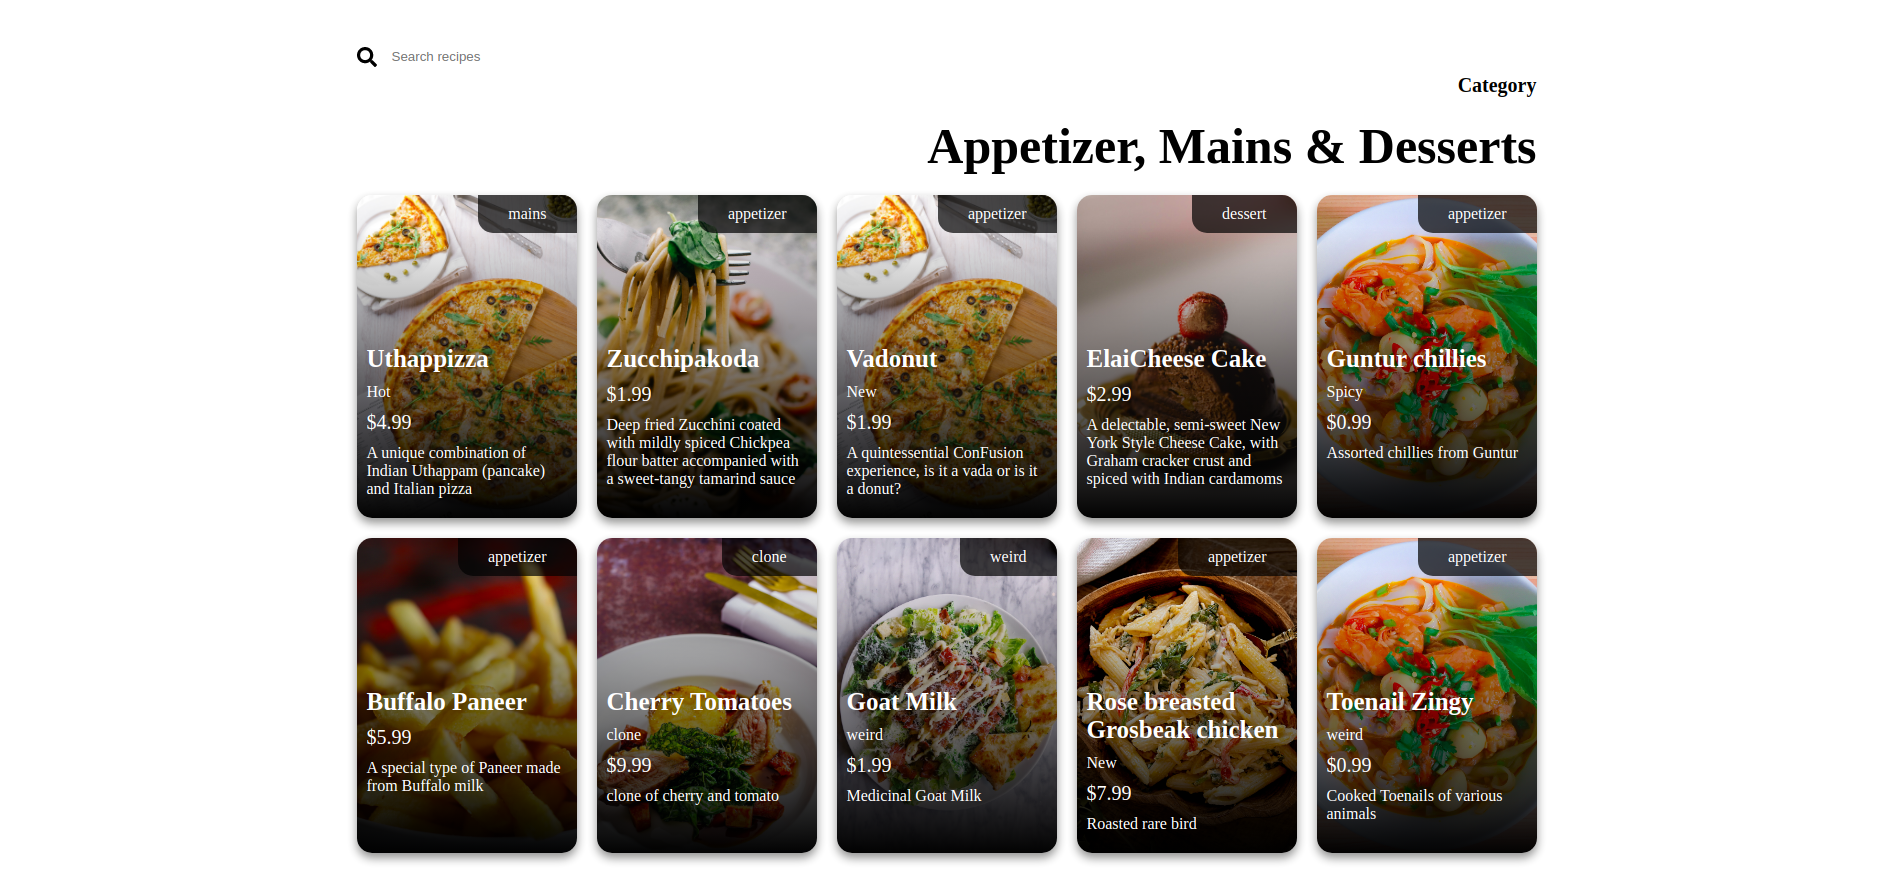 Search recipes
Category
Appetizer, Mains & Desserts
mains
Uthappizza
Hot
$4.99
A unique combination of
Indian Uthappam (pancake)
and Italian pizza
appetizer
Zucchipakoda
$1.99
Deep fried Zucchini coated
with mildly spiced Chickpea
flour batter accompanied with
a sweet-tangy tamarind sauce
appetizer
Vadonut
New
$1.99
A quintessential ConFusion
experience, is it a vada or is it
a donut?
dessert
ElaiCheese Cake
$2.99
A delectable, semi-sweet New
York Style Cheese Cake, with
Graham cracker crust and
spiced with Indian cardamoms
appetizer
Guntur chillies
Spicy
$0.99
Assorted chillies from Guntur
appetizer
Buffalo Paneer
$5.99
A special type of Paneer made
from Buffalo milk
clone
Cherry Tomatoes
clone
$9.99
clone of cherry and tomato
weird
Goat Milk
weird
$1.99
Medicinal Goat Milk
appetizer
Rose breasted
Grosbeak chicken
New
$7.99
Roasted rare bird
appetizer
Toenail Zingy
weird
$0.99
Cooked Toenails of various
animals